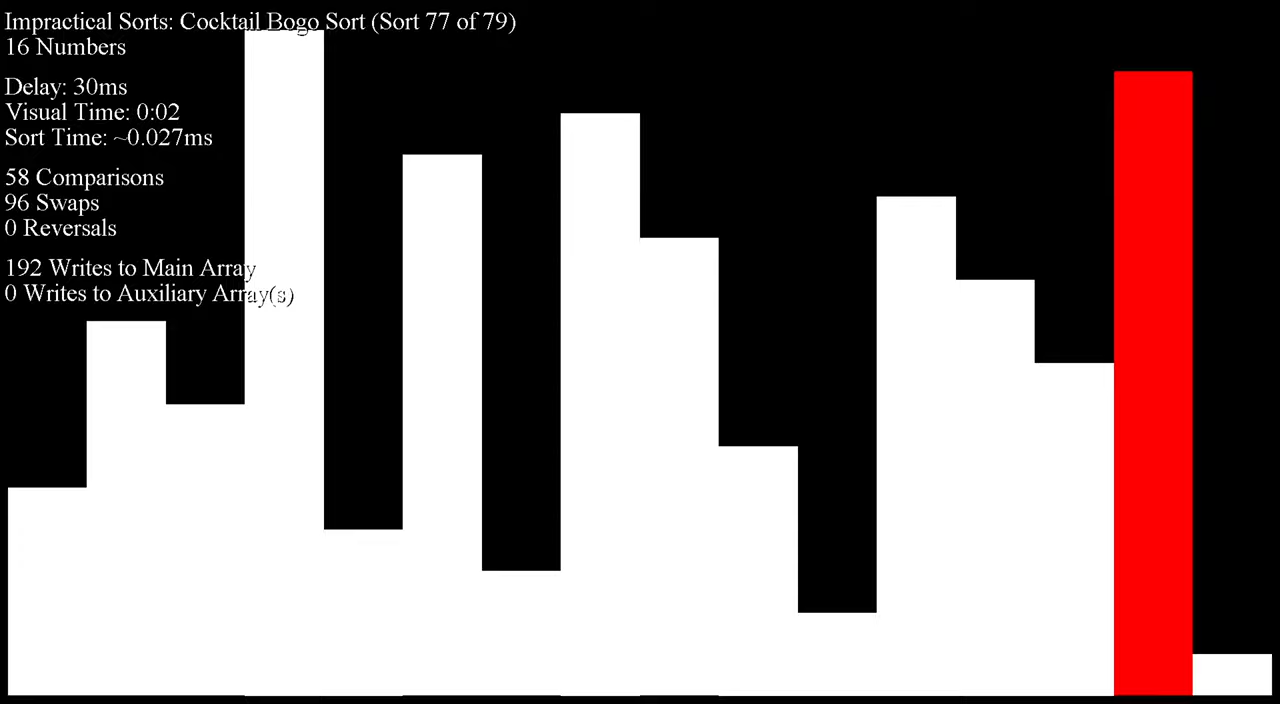 Impractical Sorts: Cocktail Bogo Sort (Sort 77 of 79)
16 Numbers
Delay: 30ms
Visual Time: 0:02
Sort Time: ~0.027ms
58 Comparisons
96 Swaps
0 Reversals
192 Writes to Main Array
0 Writes to Auxiliary Array(s)